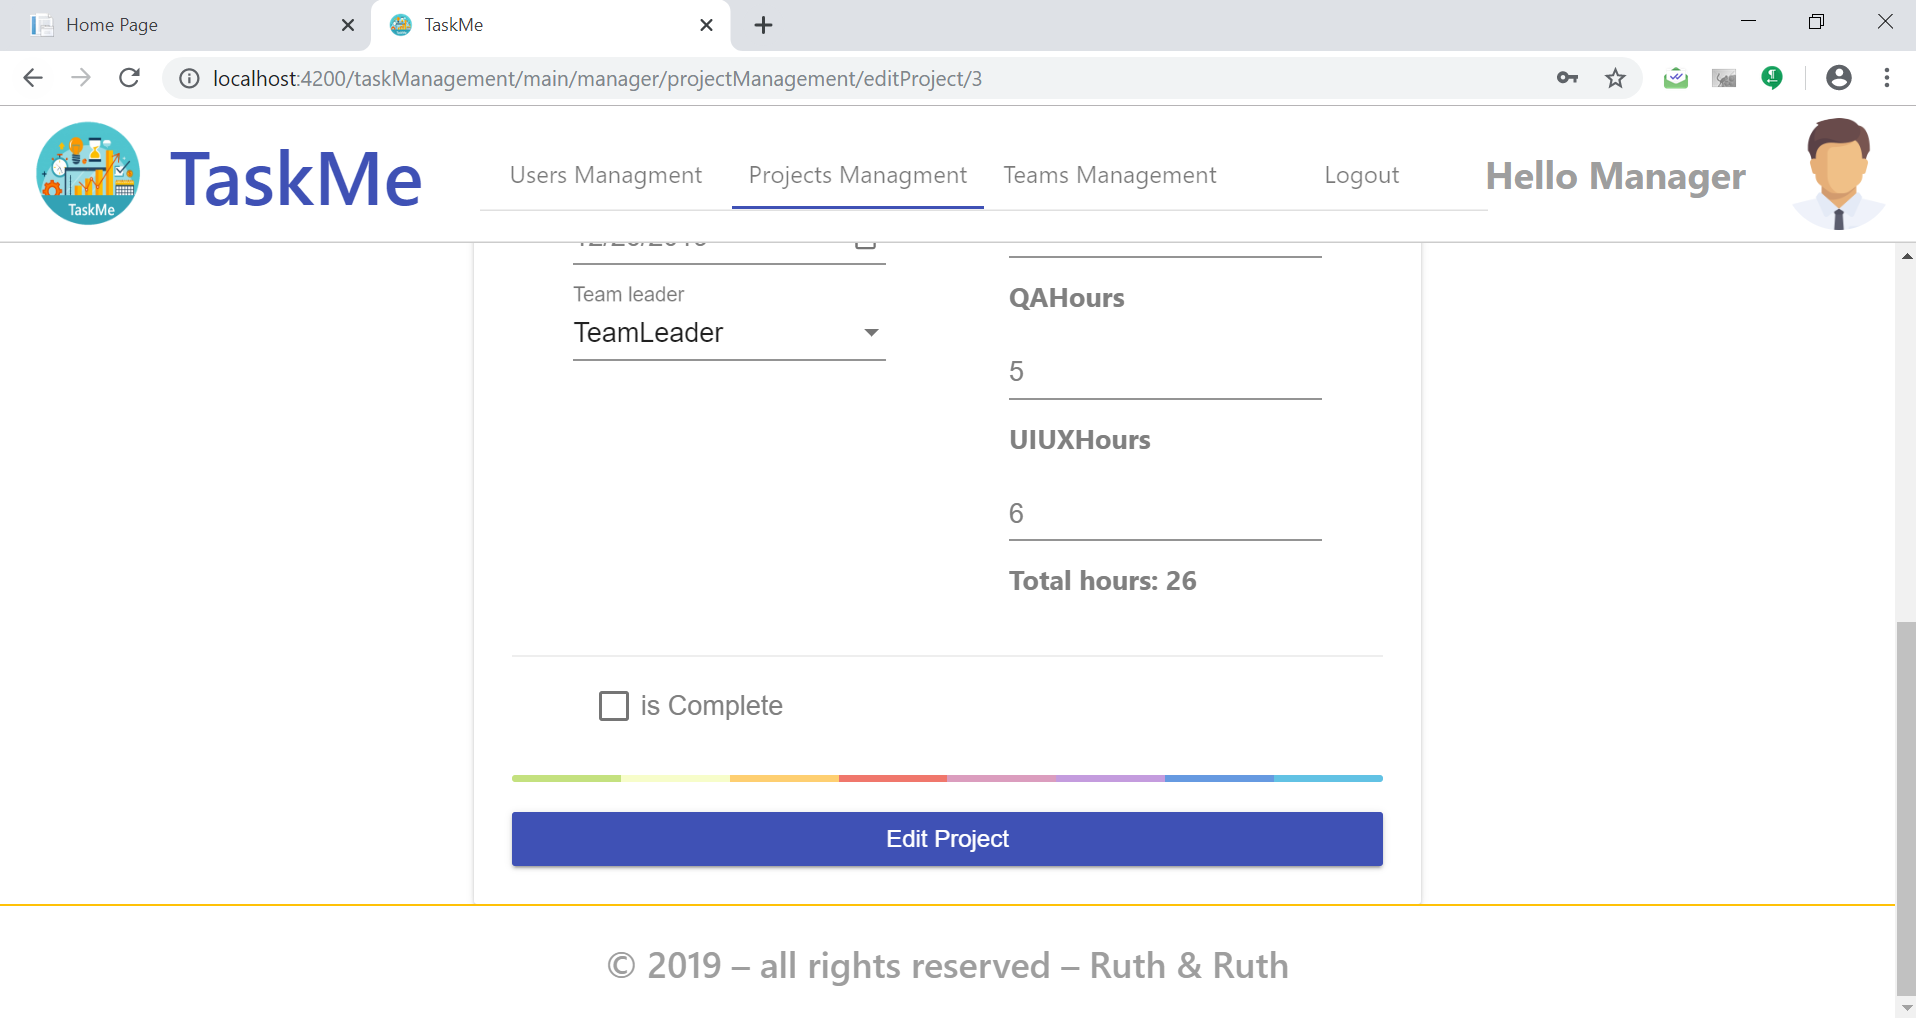 Home Page
TaskMe
localhost:4200/taskManagement/main/manager/projectManagement/editProject/3
TaskMe
TaskMe
Users Managment
Projects Managment
Teams Management
Logout
Hello Manager
Team leader
TeamLeader
QAHours
5
UIUXHours
6
Total hours: 26
is Complete
Edit Project
© 2019 – all rights reserved – Ruth & Ruth